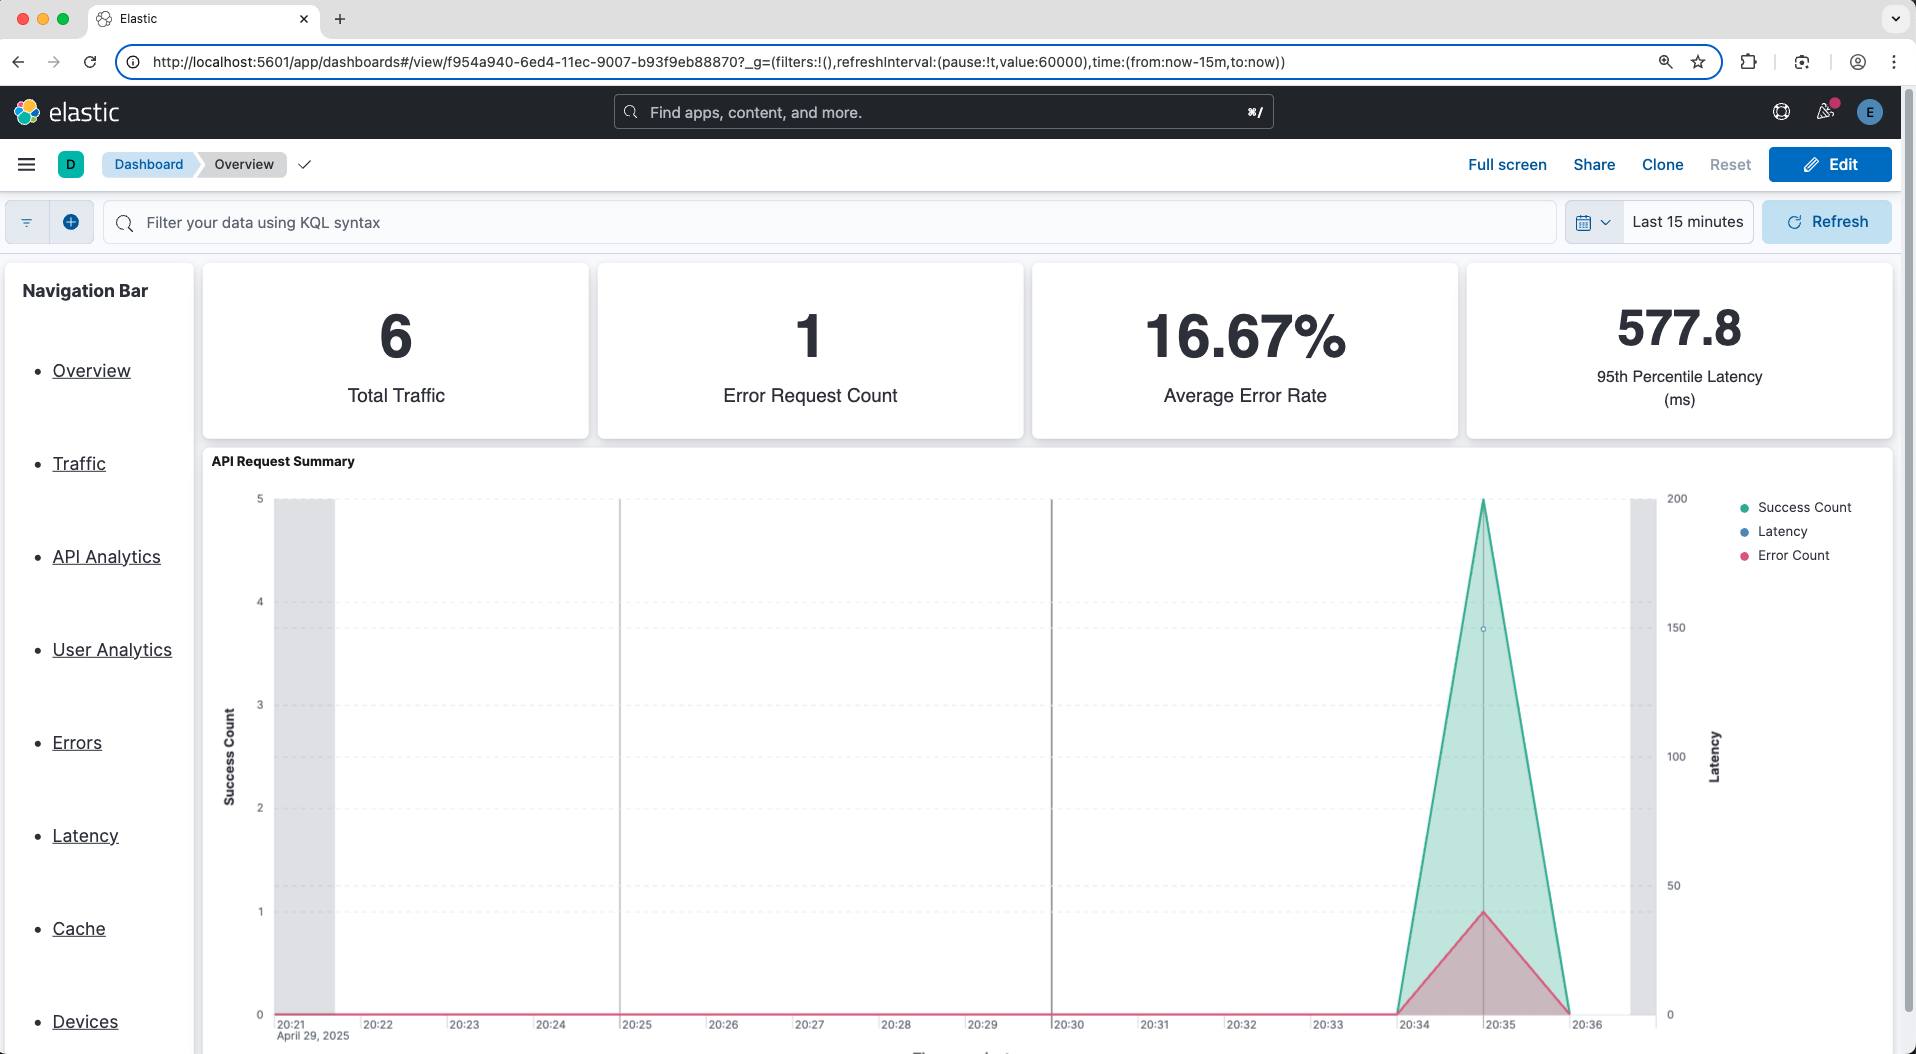 Elastic
http://localhost:5601/app/dashboards#/view/f954a940-6ed4-11ec-9007-b93f9eb88870?_g=(filters:!(),refreshInterval:(pause:!t,value:60000),time:(from:now-15m,to:now))
elastic
Find apps, content, and more.
⌘/
E
D
Dashboard
Overview
Full screen
Share
Clone
Reset
Edit
Filter your data using KQL syntax
Last 15 minutes
Refresh
Navigation Bar
• Overview
• Traffic
• API Analytics
• User Analytics
• Errors
• Latency
• Cache
• Devices
6
Total Traffic
1
Error Request Count
16.67%
Average Error Rate
577.8
95th Percentile Latency
(ms)
API Request Summary
5
4
3
2
1
0
Success Count
20:21
April 29, 2025
20:22
20:23
20:24
20:25
20:26
20:27
20:28
20:29
20:30
20:31
20:32
20:33
20:34
20:35
20:36
200
150
100
50
0
Latency
Success Count
Latency
Error Count